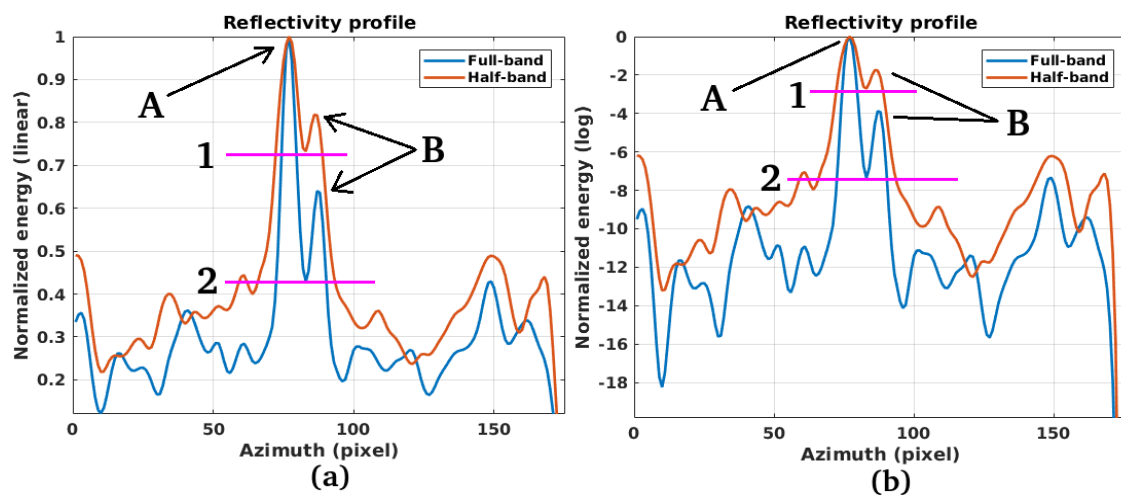 Reflectivity profile
1
0.9
0.8
0.7
0.6
0.5
0.4
0.3
0.2
Normalized energy (linear)
Full-band
Half-band
A
B
1
2
0
50
100
150
Azimuth (pixel)
(a)
Reflectivity profile
0
-2
-4
-6
-8
-10
-12
-14
-16
-18
Normalized energy (log)
Full-band
Half-band
A
B
1
2
0
50
100
150
Azimuth (pixel)
(b)